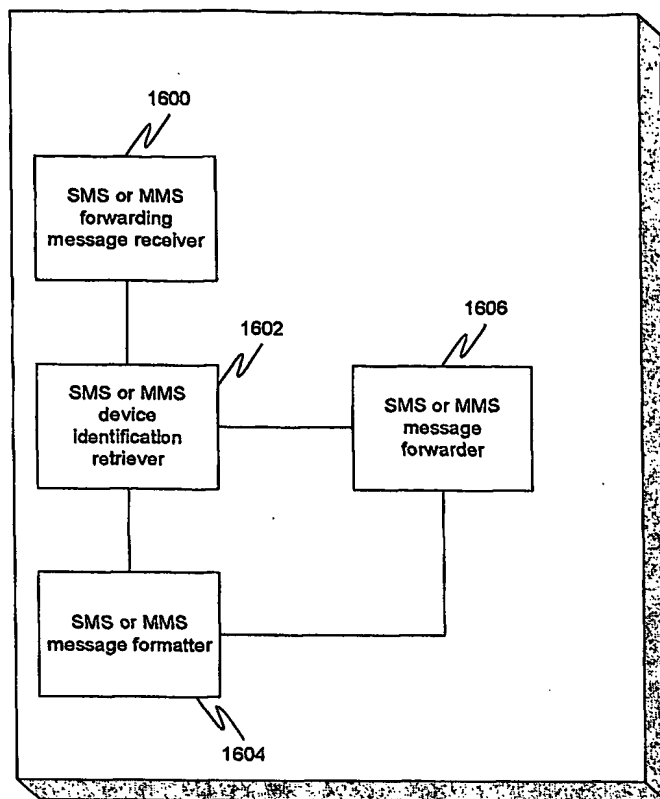 1600
SMS or MMS
forwarding
message receiver
1606
1602
SMS or MMS
device
identification
retriever
SMS or MMS
message
forwarder
SMS or MMS
message formatter
1604